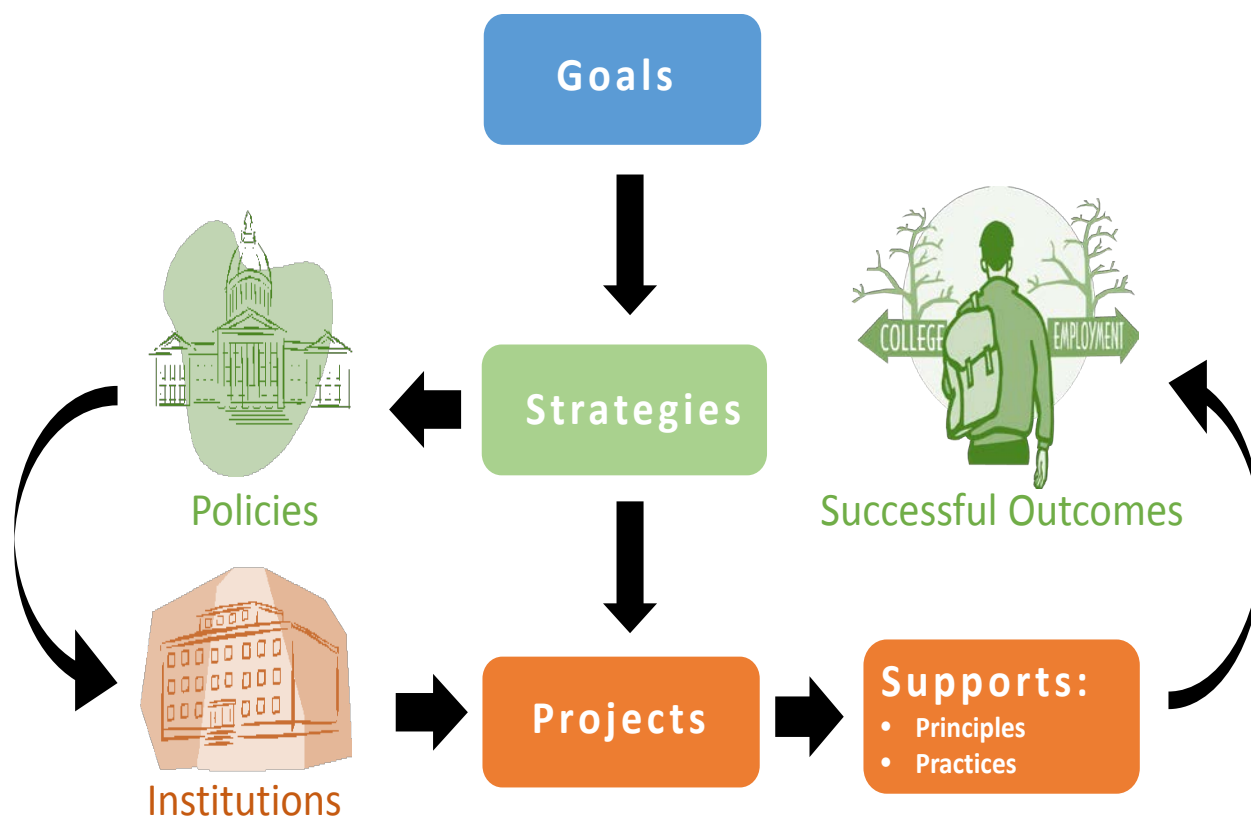 Goals
COLLEGE
EMPLOYMENT
Strategies
Policies
Successful Outcomes
Projects
Supports:
• Principles
• Practices
Institutions